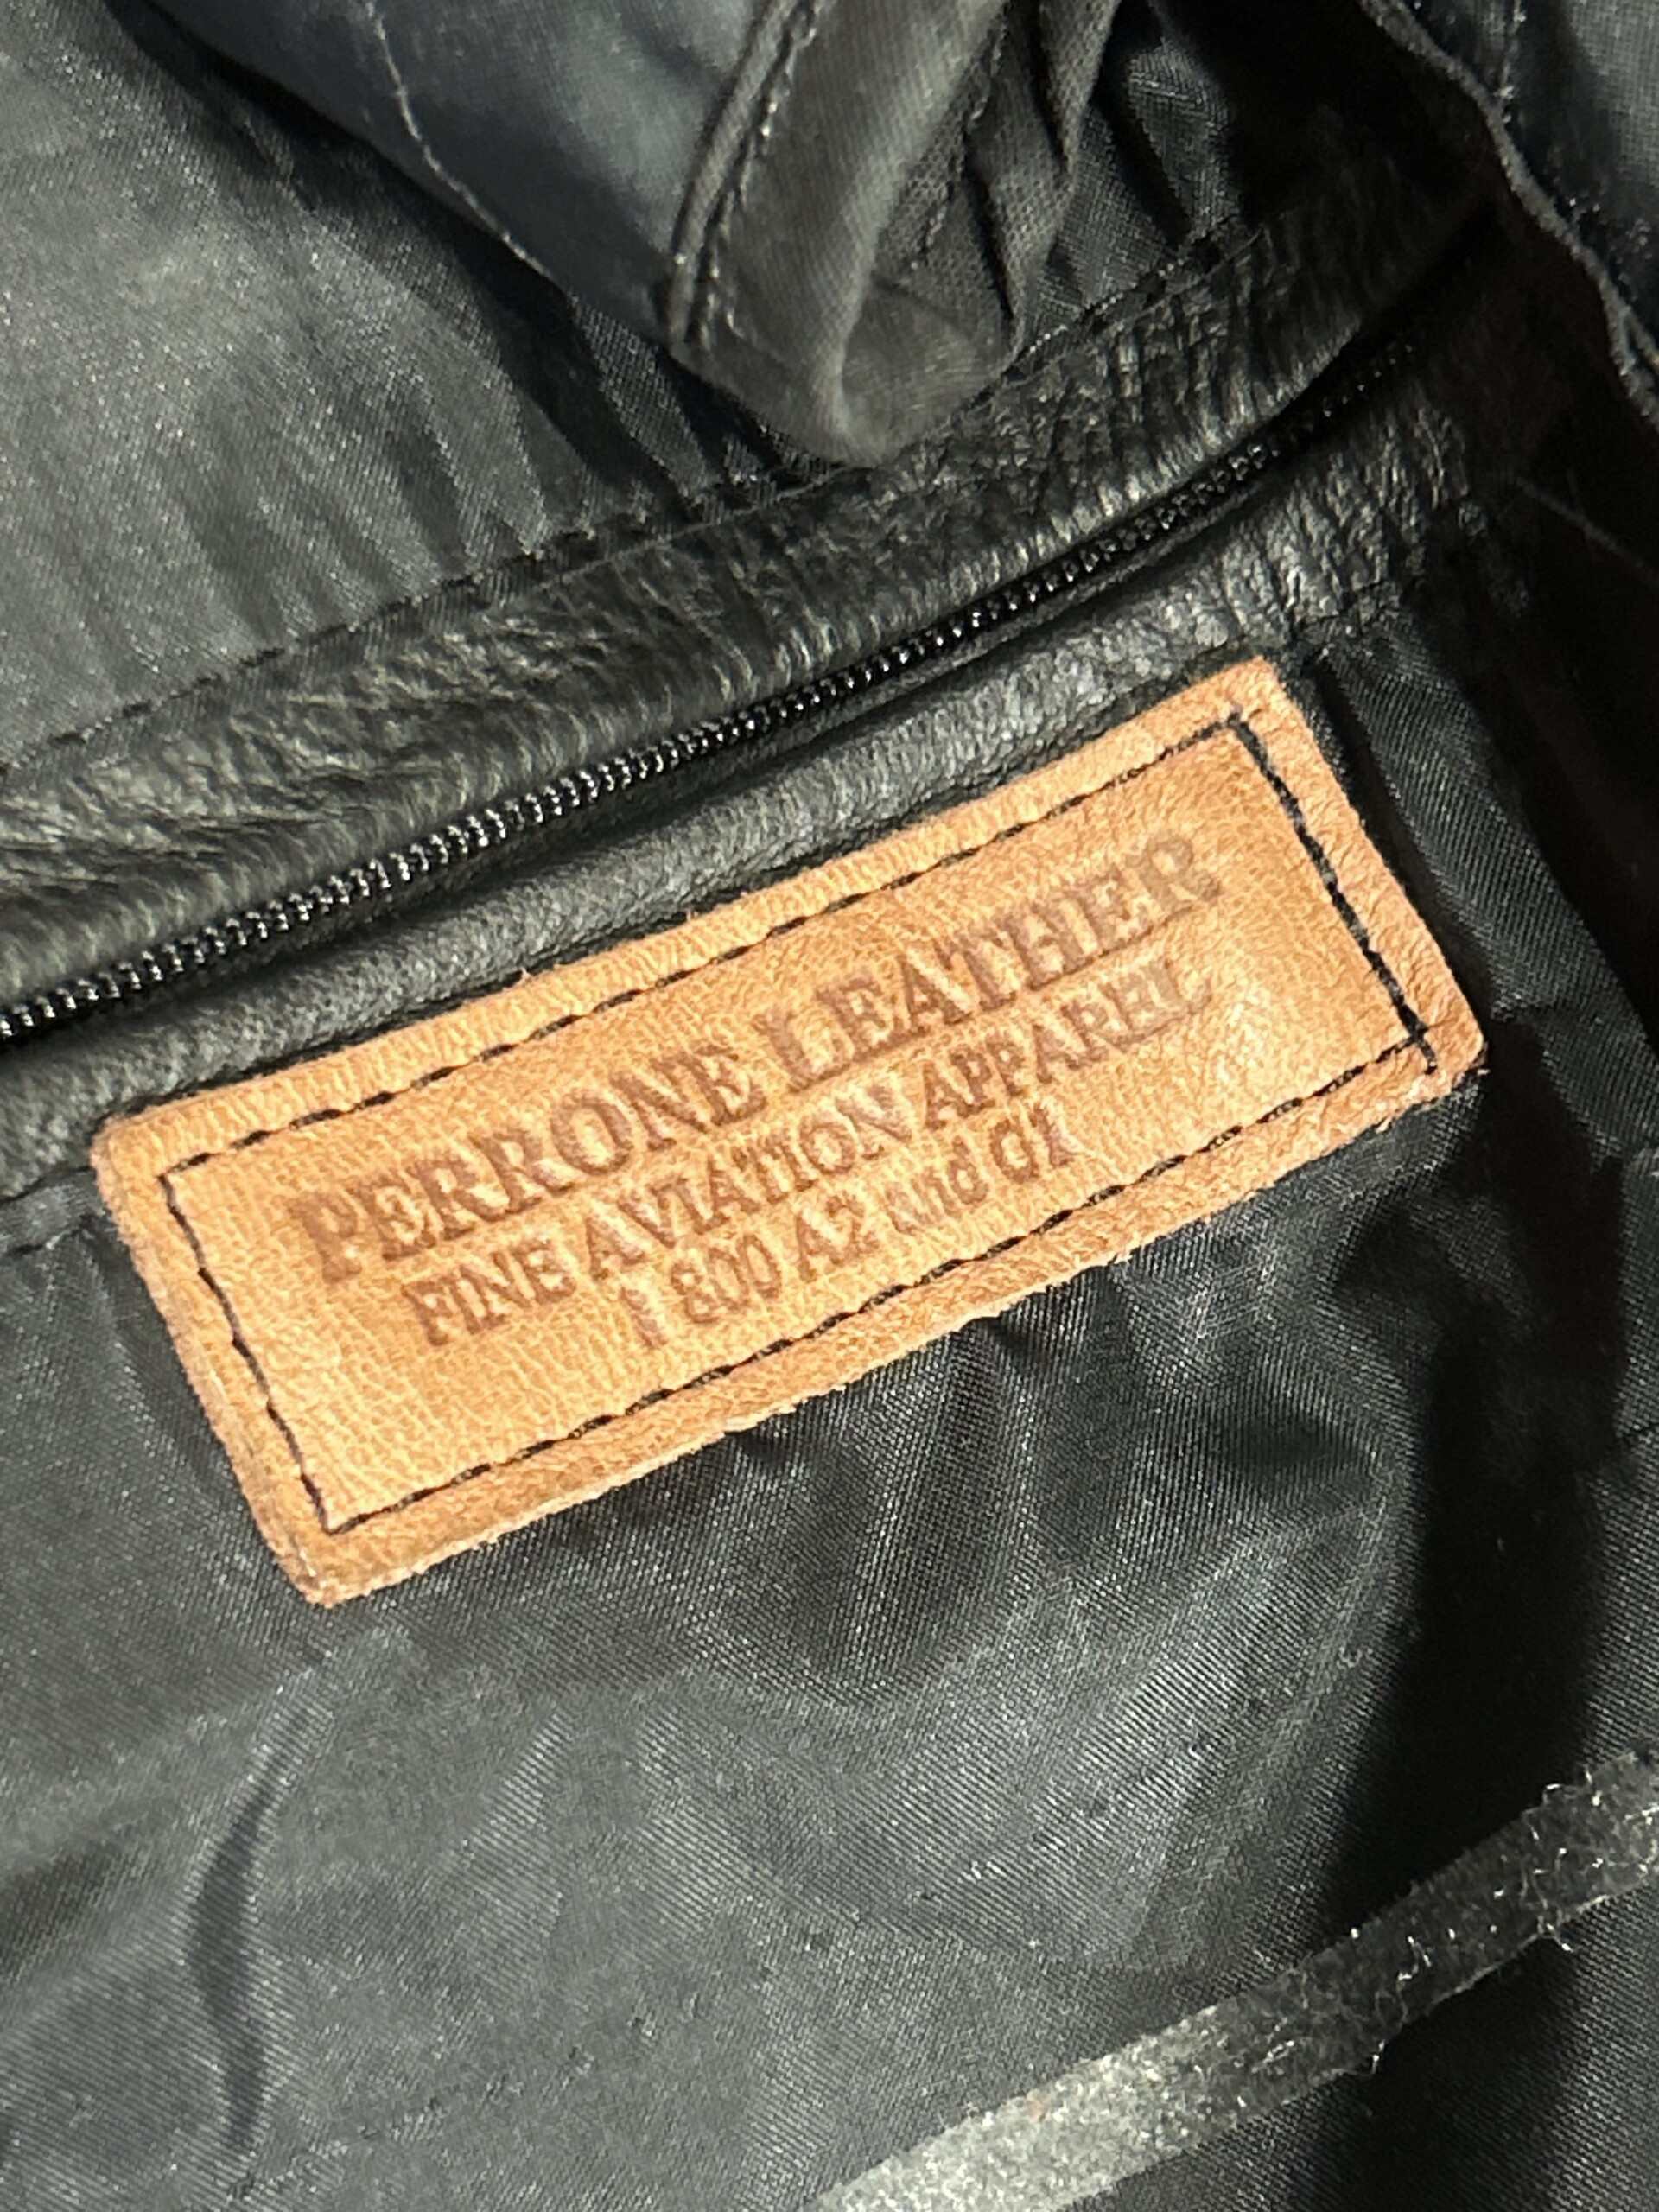 PERRONE LEATHER
FINE AVIATION APPAREL
1 800 A2 and G1